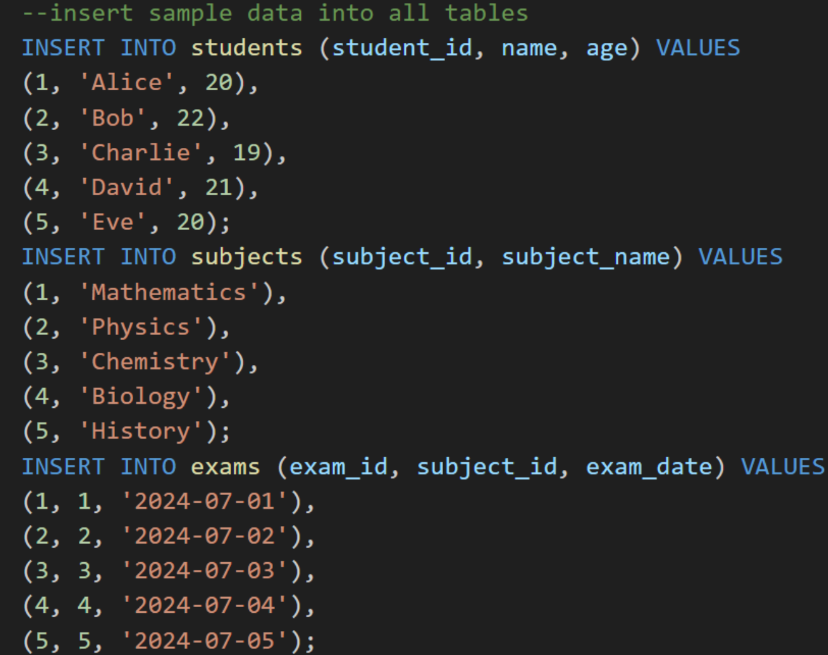 --insert sample data into all tables
INSERT INTO students (student_id, name, age) VALUES
(1, 'Alice', 20),
(2, 'Bob', 22),
(3, 'Charlie', 19),
(4, 'David', 21),
(5, 'Eve', 20);
INSERT INTO subjects (subject_id, subject_name) VALUES
(1, 'Mathematics'),
(2, 'Physics'),
(3, 'Chemistry'),
(4, 'Biology'),
(5, 'History');
INSERT INTO exams (exam_id, subject_id, exam_date) VALUES
(1, 1, '2024-07-01'),
(2, 2, '2024-07-02'),
(3, 3, '2024-07-03'),
(4, 4, '2024-07-04'),
(5, 5, '2024-07-05');